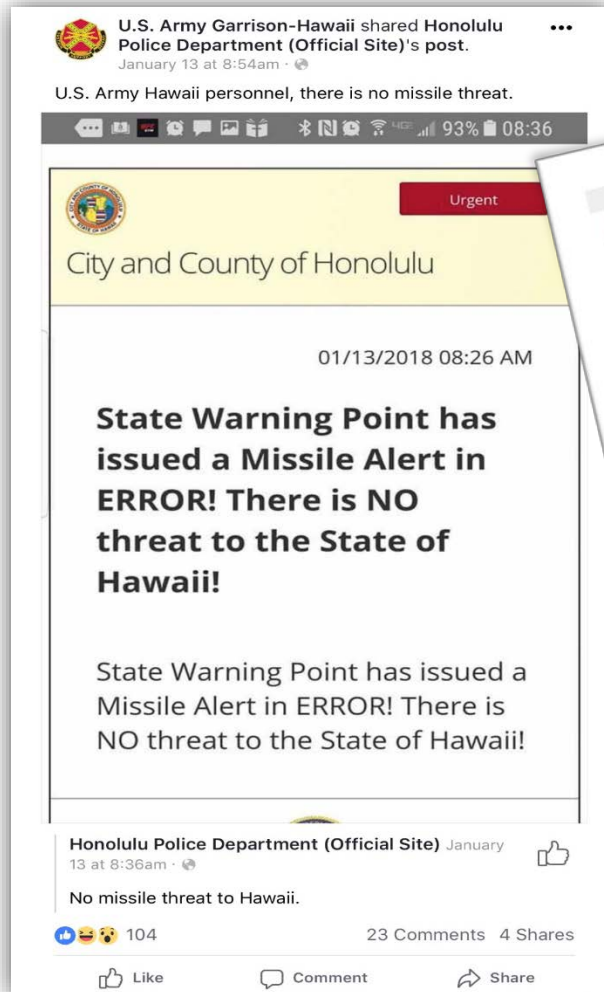 U.S. Army Garrison-Hawaii shared Honolulu
Police Department (Official Site)'s post.
January 13 at 8:54am ·
U.S. Army Hawaii personnel, there is no missile threat.
93% 08:36
Urgent
City and County of Honolulu
01/13/2018 08:26 AM
State Warning Point has
issued a Missile Alert in
ERROR! There is NO
threat to the State of
Hawaii!
State Warning Point has issued a
Missile Alert in ERROR! There is
NO threat to the State of Hawaii!
Honolulu Police Department (Official Site) January
13 at 8:36am ·
No missile threat to Hawaii.
104 23 Comments 4 Shares
Like Comment Share